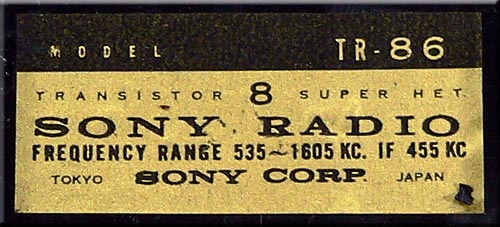 MODEL TR-86
TRANSISTOR 8 SUPER HET.
SONY RADIO
FREQUENCY RANGE 535~1605 KC. IF 455 KC
TOKYO SONY CORP. JAPAN